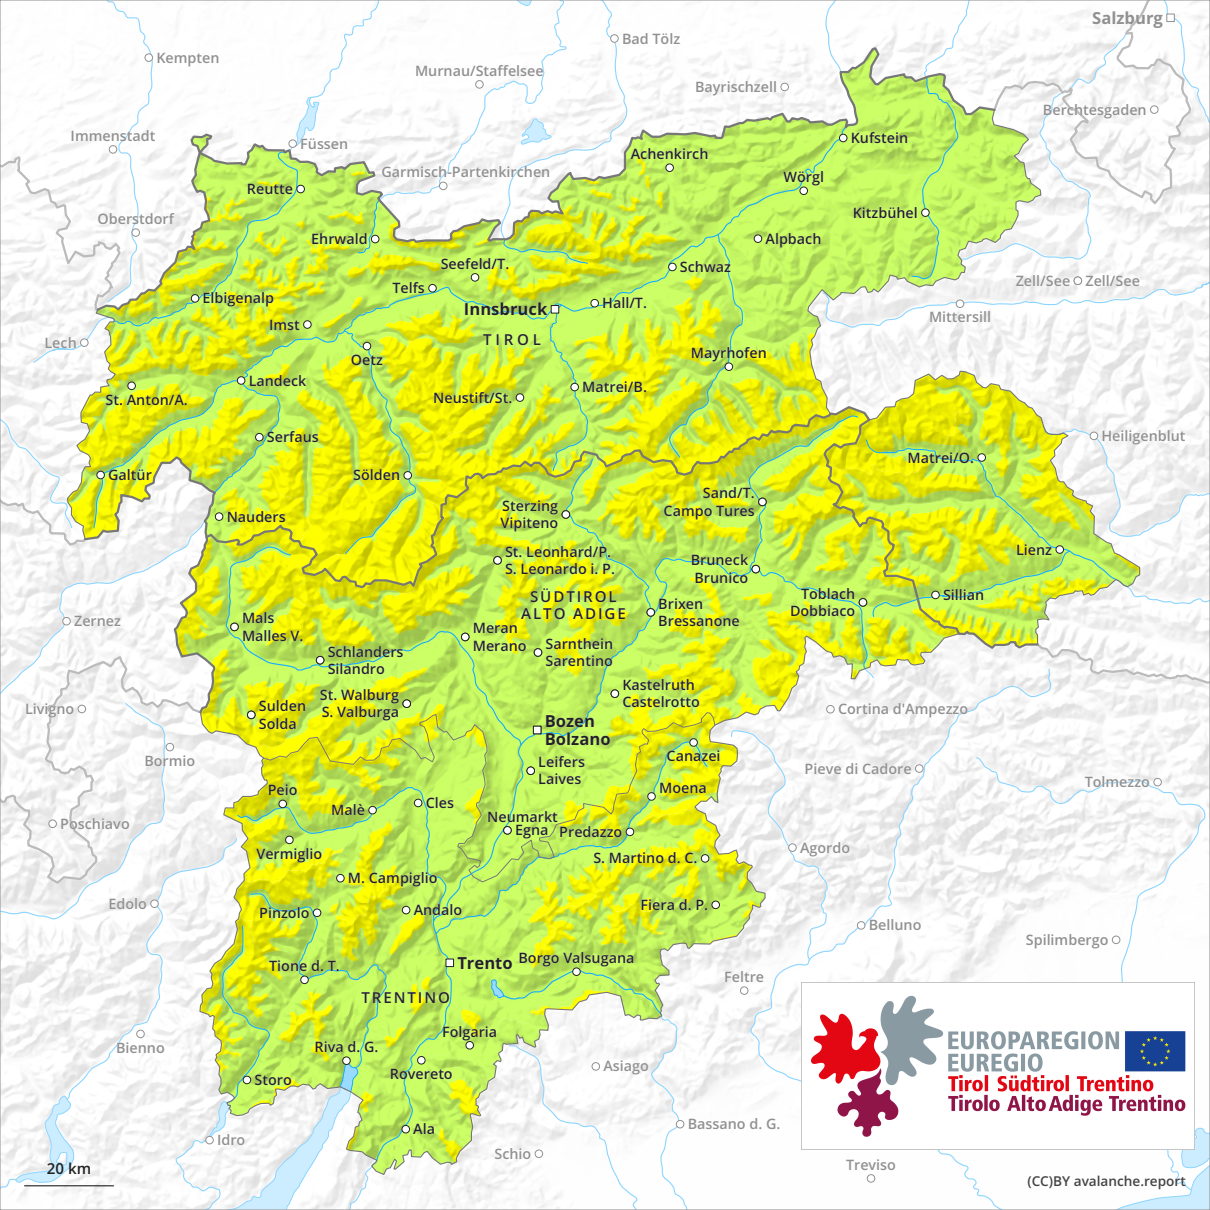 Salzburg
Bad Tölz
Kempten
Murnau/Staffelsee
Bayrischzell
Berchtesgaden
Immenstadt
Kufstein
Füssen
Achenkirch
Garmisch-Partenkirchen
Wörgl
Reutte
Kitzbühel
Oberstdorf
Ehrwald
Alpbach
Seefeld/T.
Schwaz
Zell/See
Zell/See
Telfs
Elbigenalp
Innsbruck
Hall/T.
Mittersill
Imst
TIROL
Lech
Oetz
Mayrhofen
Landeck
Matrei/B.
St. Anton/A.
Neustift/St.
Serfaus
Heiligenblut
Matrei/O.
Galtür
Sölden
Sand/T.
Campo Tures
Sterzing
Vipiteno
Nauders
Lienz
St. Leonhard/P.
S. Leonardo i. P.
Bruneck
Brunico
SÜDTIROL
ALTO ADIGE
Toblach
Dobbiaco
Sillian
Brixen
Bressanone
Zernez
Mals
Malles V.
Meran
Merano
Sarnthein
Sarentino
Schlanders
Silandro
Kastelruth
Castelrotto
St. Walburg
S. Valburga
Livigno
Sulden
Solda
Cortina d'Ampezzo
Bozen
Bolzano
Bormio
Canazei
Leifers
Laives
Pieve di Cadore
Tolmezzo
Peio
Moena
Malè
Cles
Neumarkt
Egna
Predazzo
Poschiavo
Vermiglio
Agordo
S. Martino d. C.
M. Campiglio
Edolo
Pinzolo
Andalo
Fiera d. P.
Belluno
Spilimbergo
Trento
Borgo Valsugana
Tione d. T.
Feltre
TRENTINO
Folgaria
Bienno
Riva d. G.
Rovereto
Asiago
Storo
EUROPAREGION
EUREGIO
Tirol Südtirol Trentino
Tirolo Alto Adige Trentino
Ala
Bassano d. G.
Idro
Schio
Treviso
20 km
(CC)BY avalanche.report